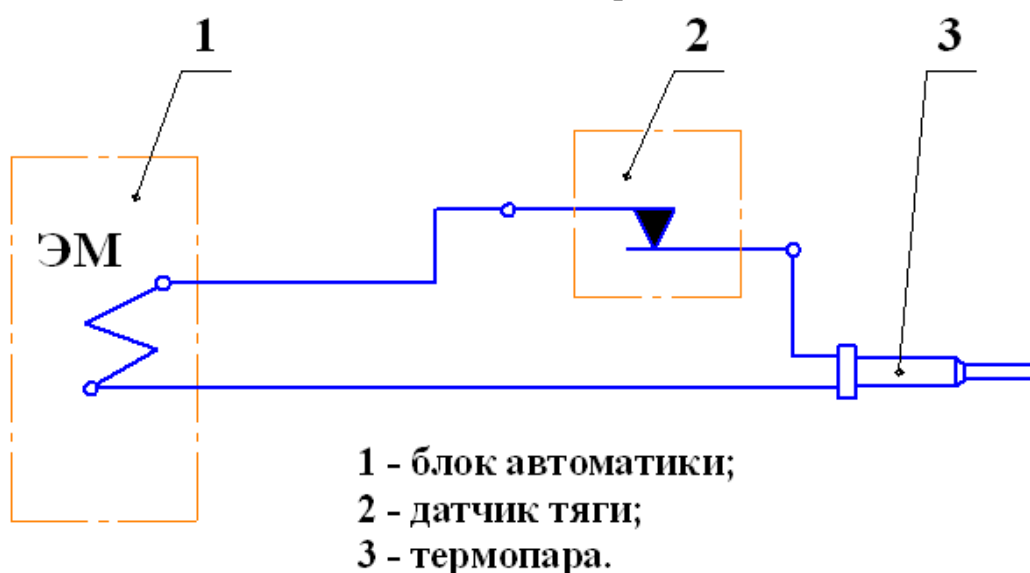 1 2 3
ЭМ
1 - блок автоматики;
2 - датчик тяги;
3 - термопара.